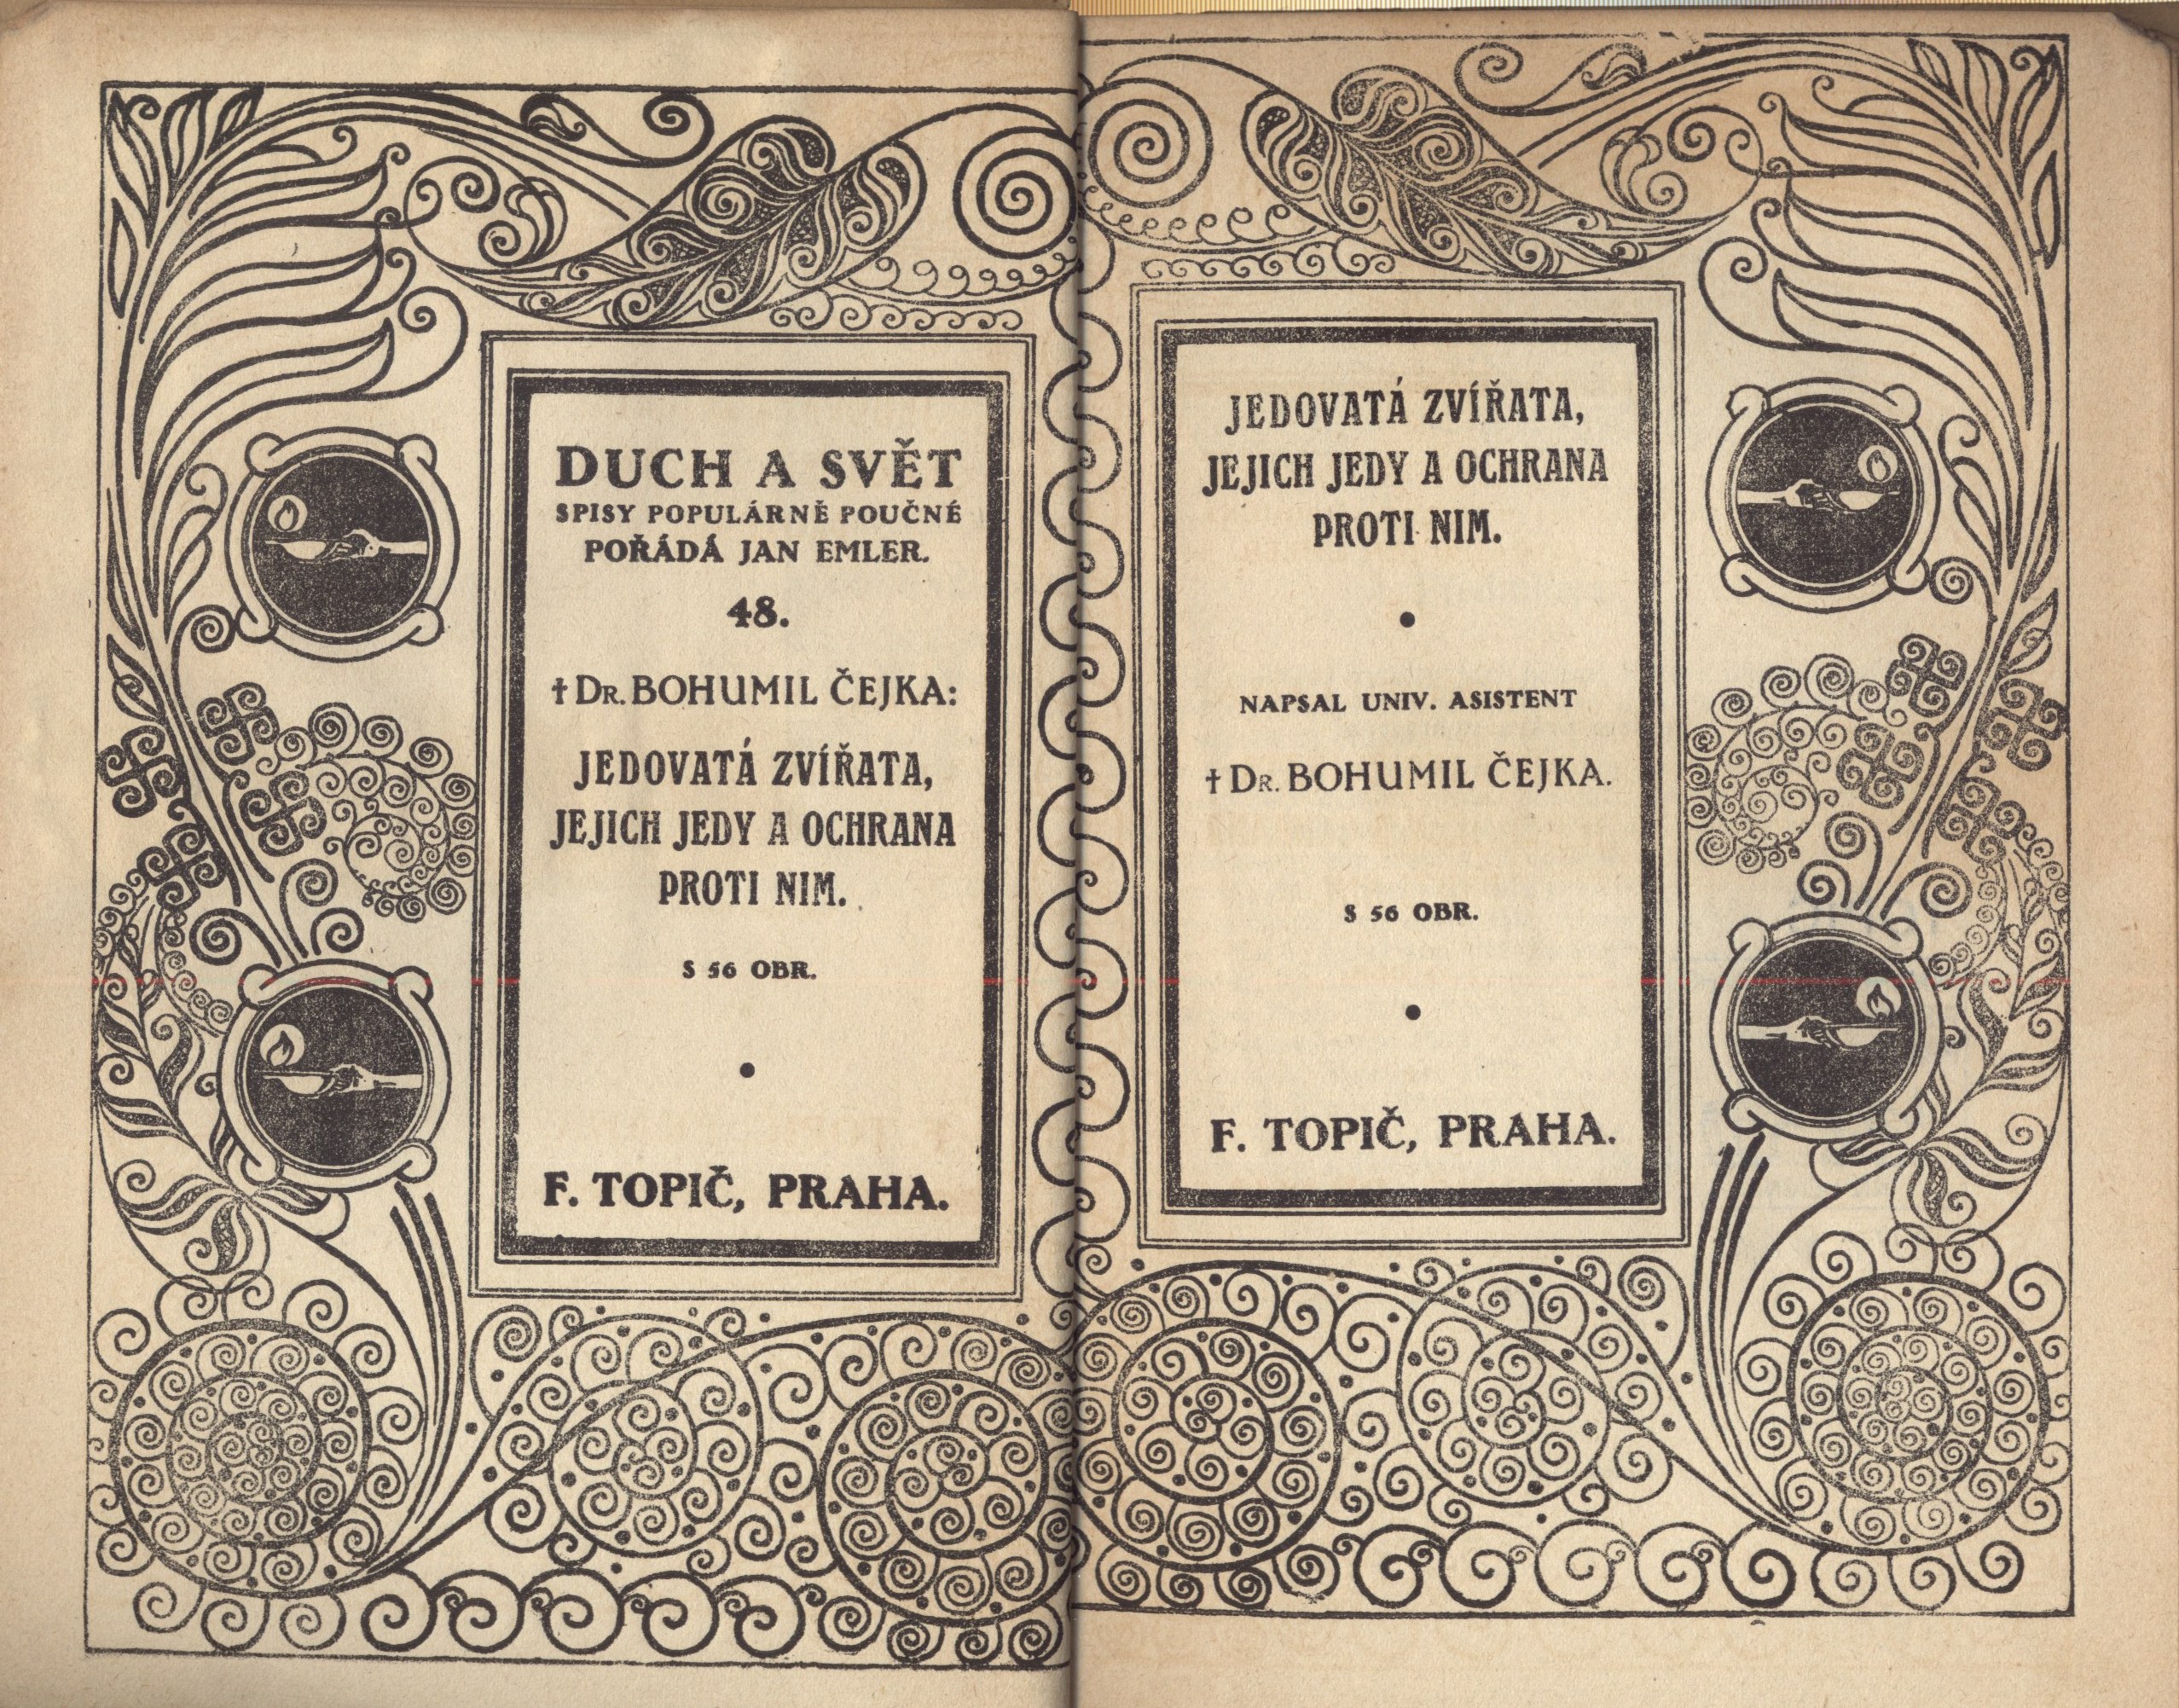 DUCH A SVĚT
SPISY POPULÁRNĚ POUČNÉ
POŘÁDÁ JAN EMLER.
48.
† DR. BOHUMIL ČEJKA:
JEDOVATÁ ZVÍŘATA,
JEJICH JEDY A OCHRANA
PROTI NIM.
S 56 OBR.
F. TOPIČ, PRAHA.
JEDOVATÁ ZVÍŘATA,
JEJICH JEDY A OCHRANA
PROTI NIM.
NAPSAL UNIV. ASISTENT
† DR. BOHUMIL ČEJKA.
S 56 OBR.
F. TOPIČ, PRAHA.